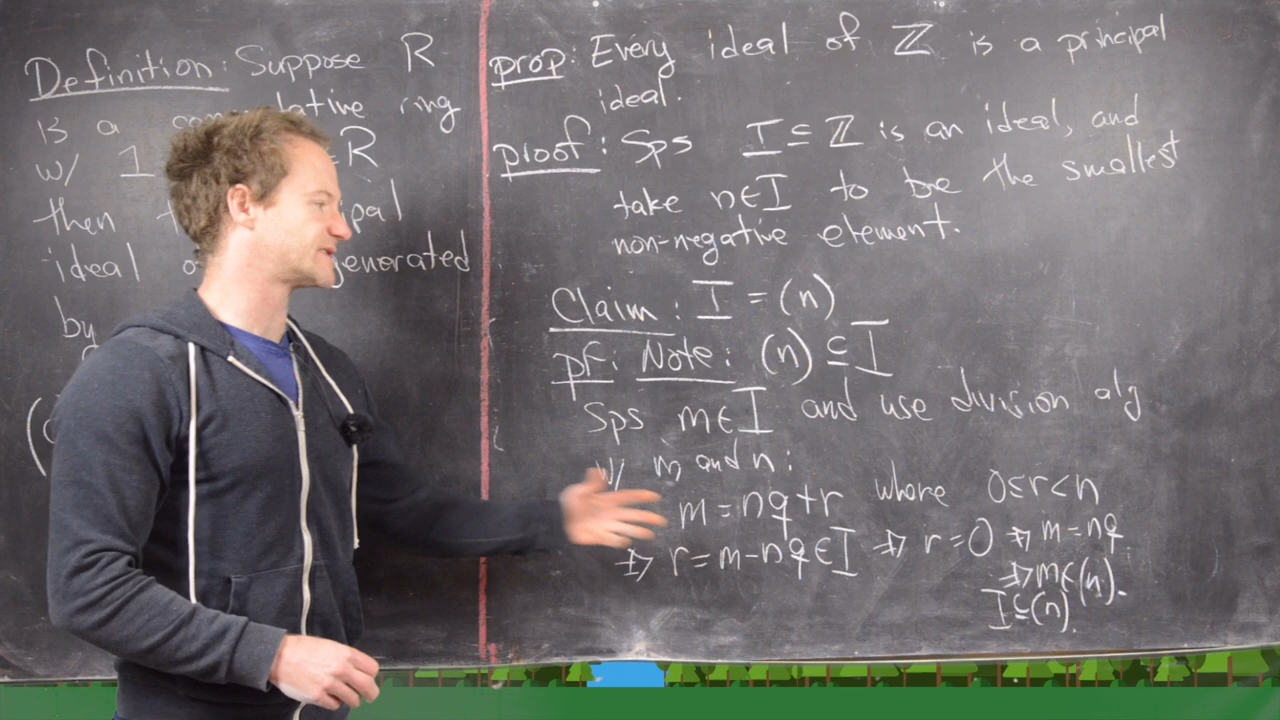 Definition: Suppose R
is a ring
w/ 1 ∈R
then
ideal generated
by
prop: Every ideal of ℤ is a principal
ideal.
proof: Sps I ⊆ ℤ is an ideal, and
take n∈I to be the smallest
non-negative element.
Claim: I = (n)
pf: Note: (n) ⊆ I
Sps m∈I and use division alg
w/ m and n:
m = nq+r where 0≤r<n
⇒ r = m-nq ∈ I ⇒ r=0 ⇒ m=nq
⇒ m∈(n).
I⊆(n).